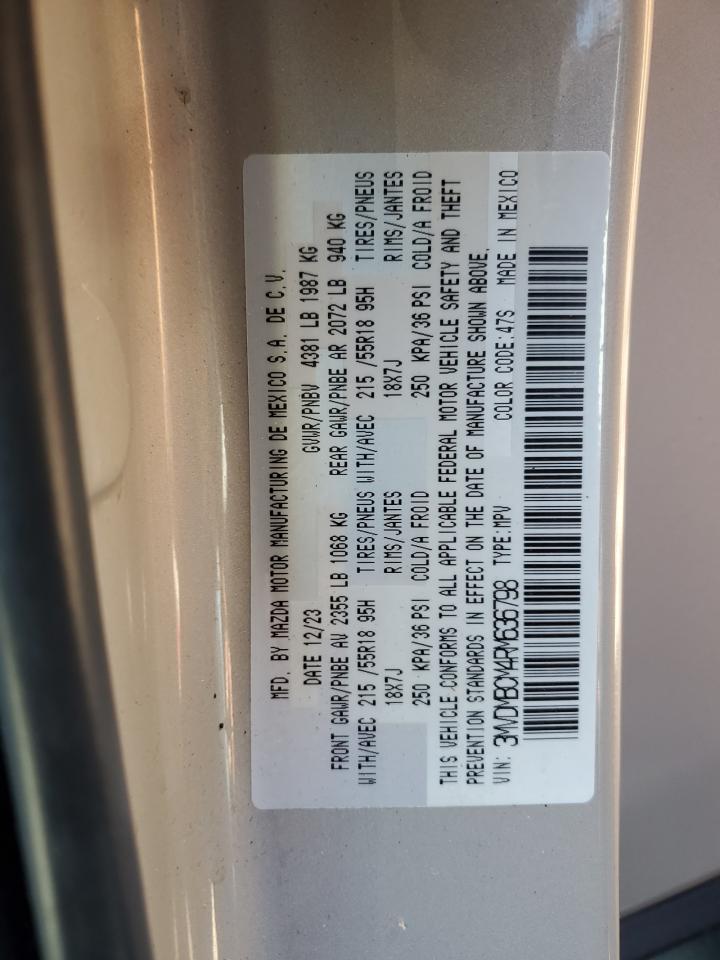 MFD. BY MAZDA MOTOR MANUFACTURING DE MEXICO S.A. DE C.V.
DATE 12/23 GVWR/PNBV 4381 LB 1987 KG
FRONT GAWR/PNBE AV 2355 LB 1068 KG REAR GAWR/PNBE AR 2072 LB 940 KG
WITH/AVEC 215 /55R18 95H TIRES/PNEUS WITH/AVEC 215 /55R18 95H TIRES/PNEUS
18X7J RIMS/JANTES 18X7J RIMS/JANTES
250 KPA/36 PSI COLD/A FROID 250 KPA/36 PSI COLD/A FROID
THIS VEHICLE CONFORMS TO ALL APPLICABLE FEDERAL MOTOR VEHICLE SAFETY AND THEFT
PREVENTION STANDARDS IN EFFECT ON THE DATE OF MANUFACTURE SHOWN ABOVE.
VIN: 3MVDMBCM4RM636798 TYPE:MPV COLOR CODE:47S MADE IN MEXICO